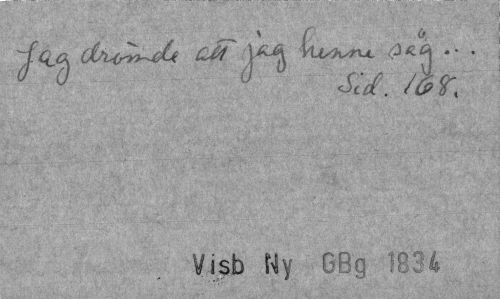 Jag drömde att jag henne såg...
Sid. 168.
Visb Ny GBg 1834